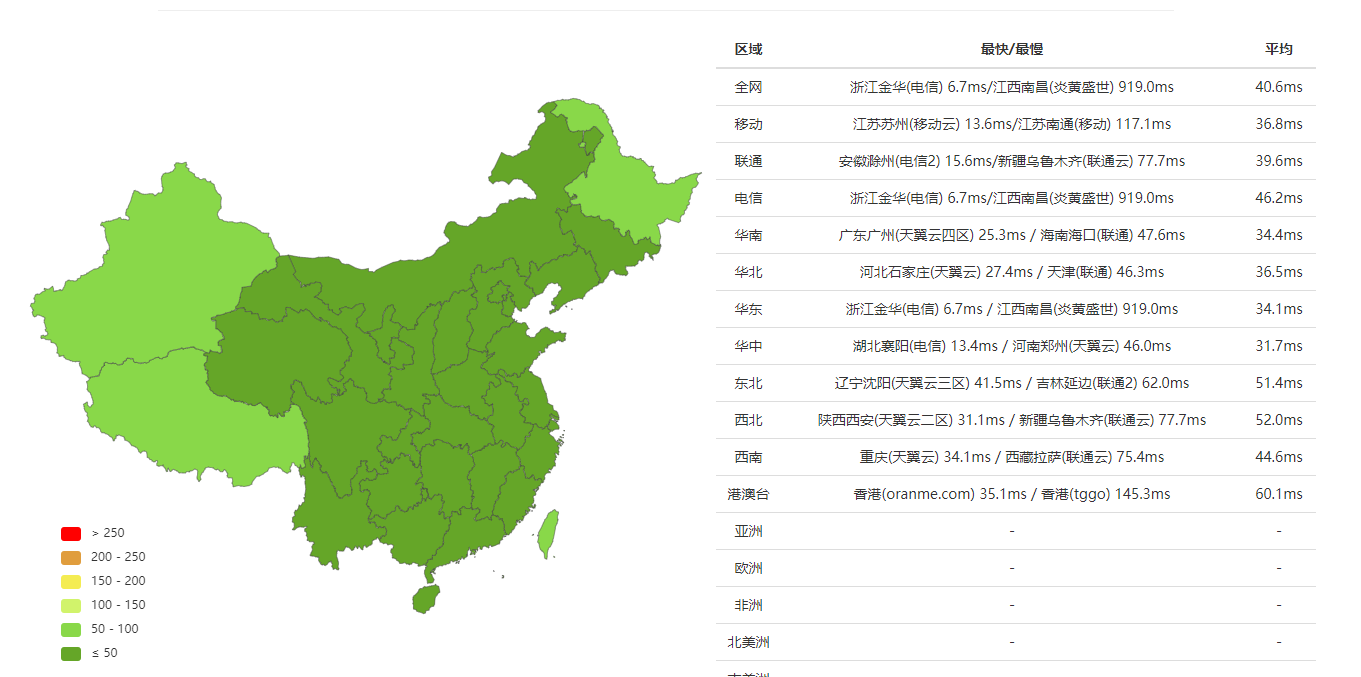 区域 最快/最慢 平均
全网 浙江金华(电信) 6.7ms/江西南昌(炎黄盛世) 919.0ms 40.6ms
移动 江苏苏州(移动云) 13.6ms/江苏南通(移动) 117.1ms 36.8ms
联通 安徽滁州(电信2) 15.6ms/新疆乌鲁木齐(联通云) 77.7ms 39.6ms
电信 浙江金华(电信) 6.7ms/江西南昌(炎黄盛世) 919.0ms 46.2ms
华南 广东广州(天翼云四区) 25.3ms / 海南海口(联通) 47.6ms 34.4ms
华北 河北石家庄(天翼云) 27.4ms / 天津(联通) 46.3ms 36.5ms
华东 浙江金华(电信) 6.7ms / 江西南昌(炎黄盛世) 919.0ms 34.1ms
华中 湖北襄阳(电信) 13.4ms / 河南郑州(天翼云) 46.0ms 31.7ms
东北 辽宁沈阳(天翼云三区) 41.5ms / 吉林延边(联通2) 62.0ms 51.4ms
西北 陕西西安(天翼云二区) 31.1ms / 新疆乌鲁木齐(联通云) 77.7ms 52.0ms
西南 重庆(天翼云) 34.1ms / 西藏拉萨(联通云) 75.4ms 44.6ms
港澳台 香港(oranme.com) 35.1ms / 香港(tggo) 145.3ms 60.1ms
亚洲 - -
欧洲 - -
非洲 - -
北美洲 - -
> 250
200 - 250
150 - 200
100 - 150
50 - 100
≤ 50